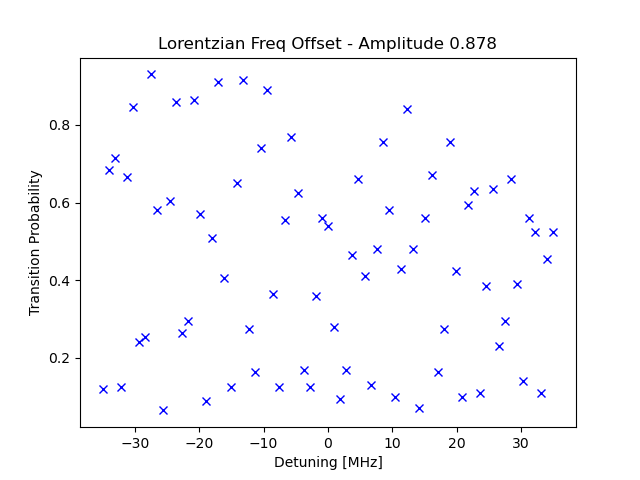 Lorentzian Freq Offset - Amplitude 0.878
Transition Probability
0.8
0.6
0.4
0.2
−30 −20 −10 0 10 20 30
Detuning [MHz]